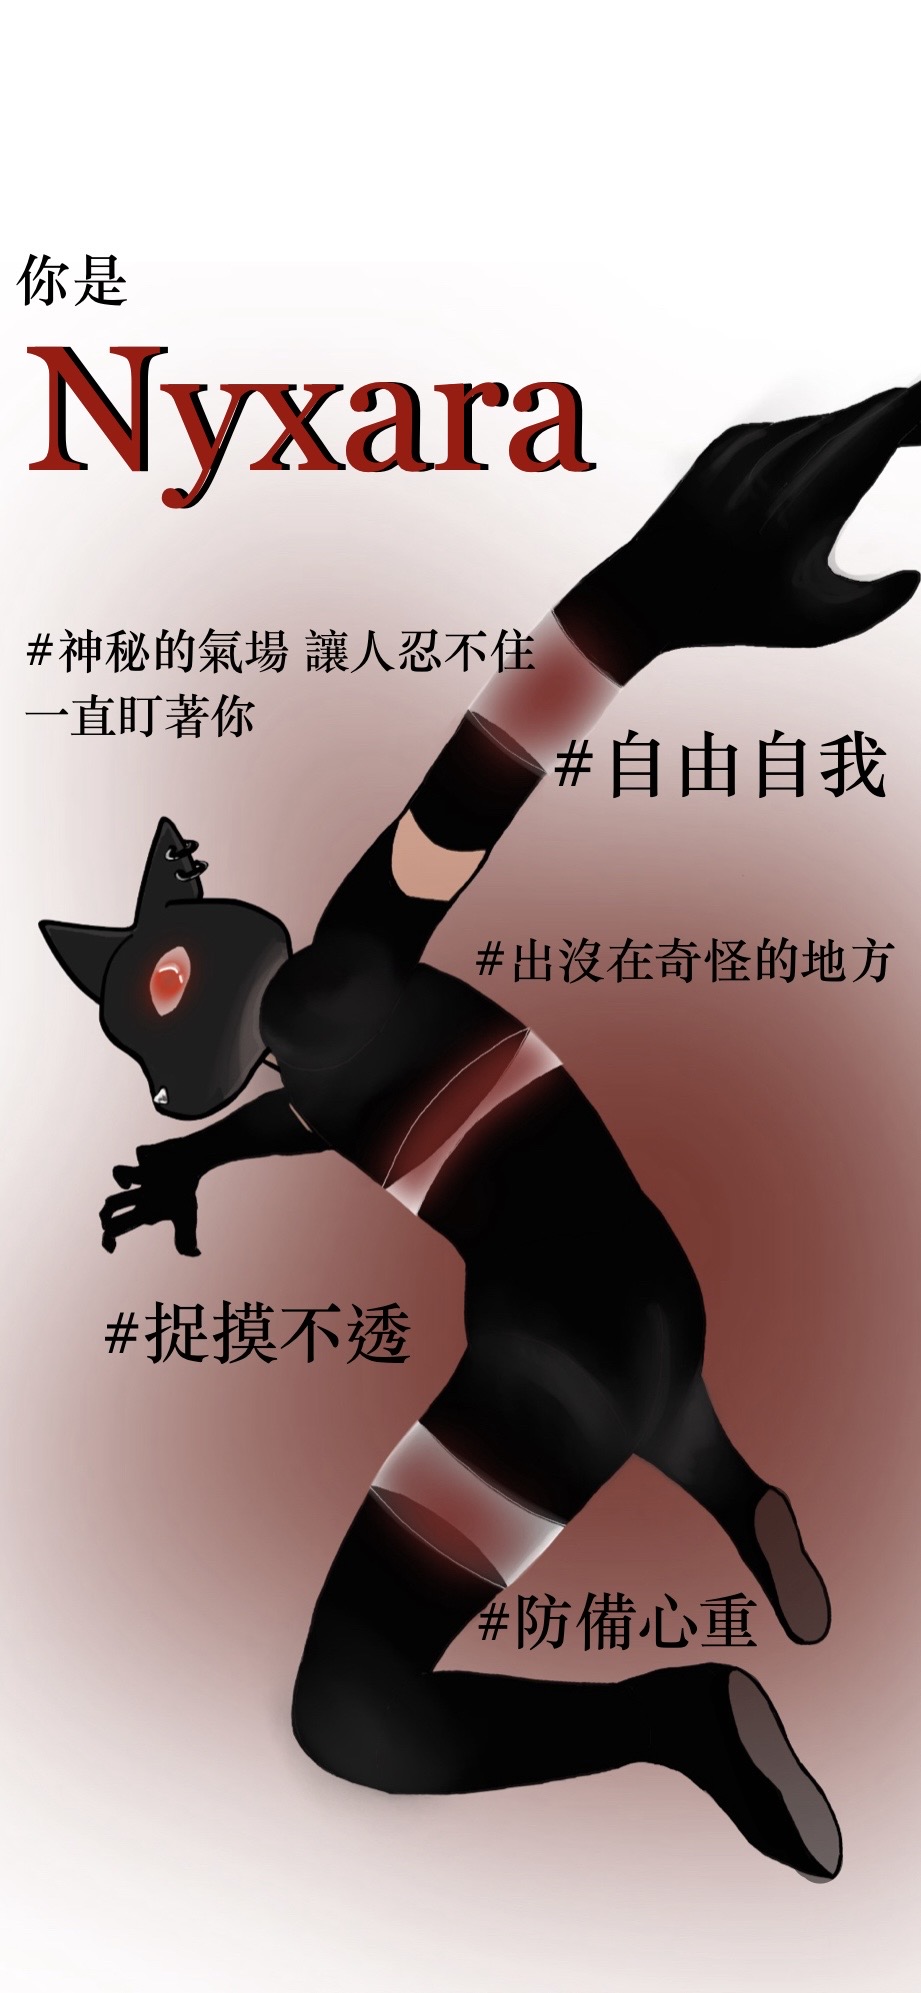 你是
Nyxara
#神秘的氣場 讓人忍不住
一直盯著你
#自由自我
#出沒在奇怪的地方
#捉摸不透
#防備心重